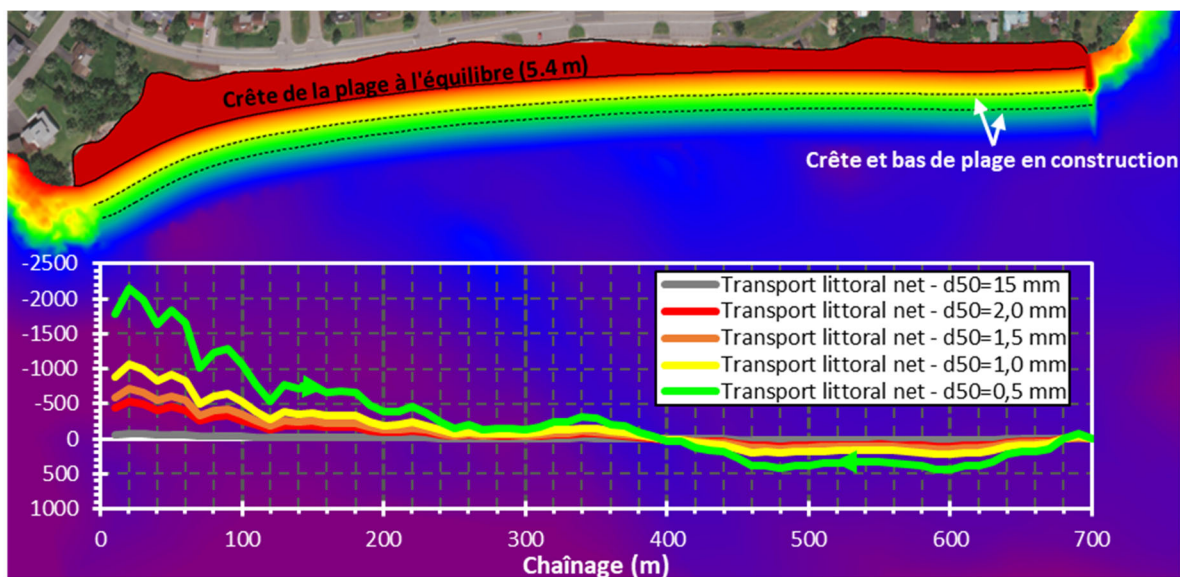 Crête de la plage à l'équilibre (5.4 m)
Crête et bas de plage en construction
-2500
-2000
-1500
-1000
-500
0
500
1000
Transport littoral net - d50=15 mm
Transport littoral net - d50=2,0 mm
Transport littoral net - d50=1,5 mm
Transport littoral net - d50=1,0 mm
Transport littoral net - d50=0,5 mm
0 100 200 300 400 500 600 700
Chaînage (m)